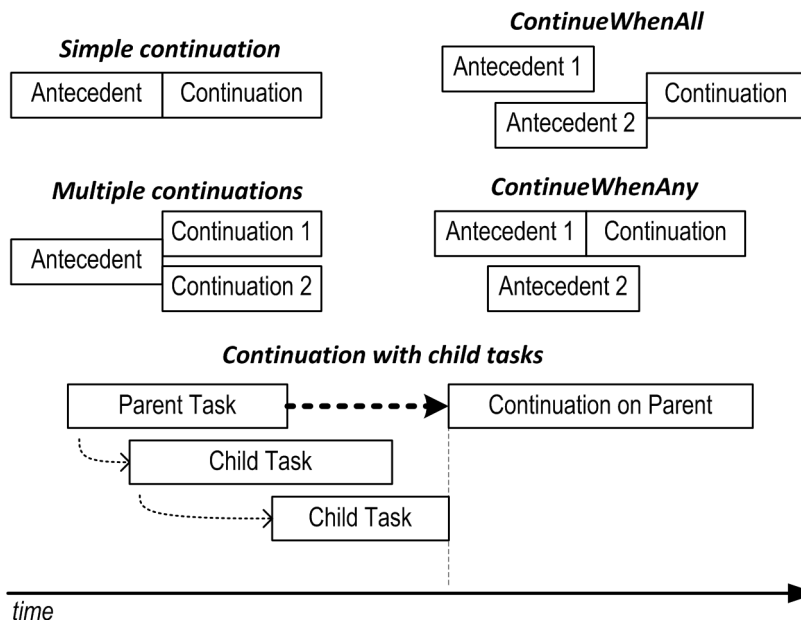 Simple continuation
Antecedent Continuation
ContinueWhenAll
Antecedent 1
Continuation
Antecedent 2
Multiple continuations
Continuation 1
Antecedent
Continuation 2
ContinueWhenAny
Antecedent 1 Continuation
Antecedent 2
Continuation with child tasks
Parent Task Continuation on Parent
Child Task
Child Task
time